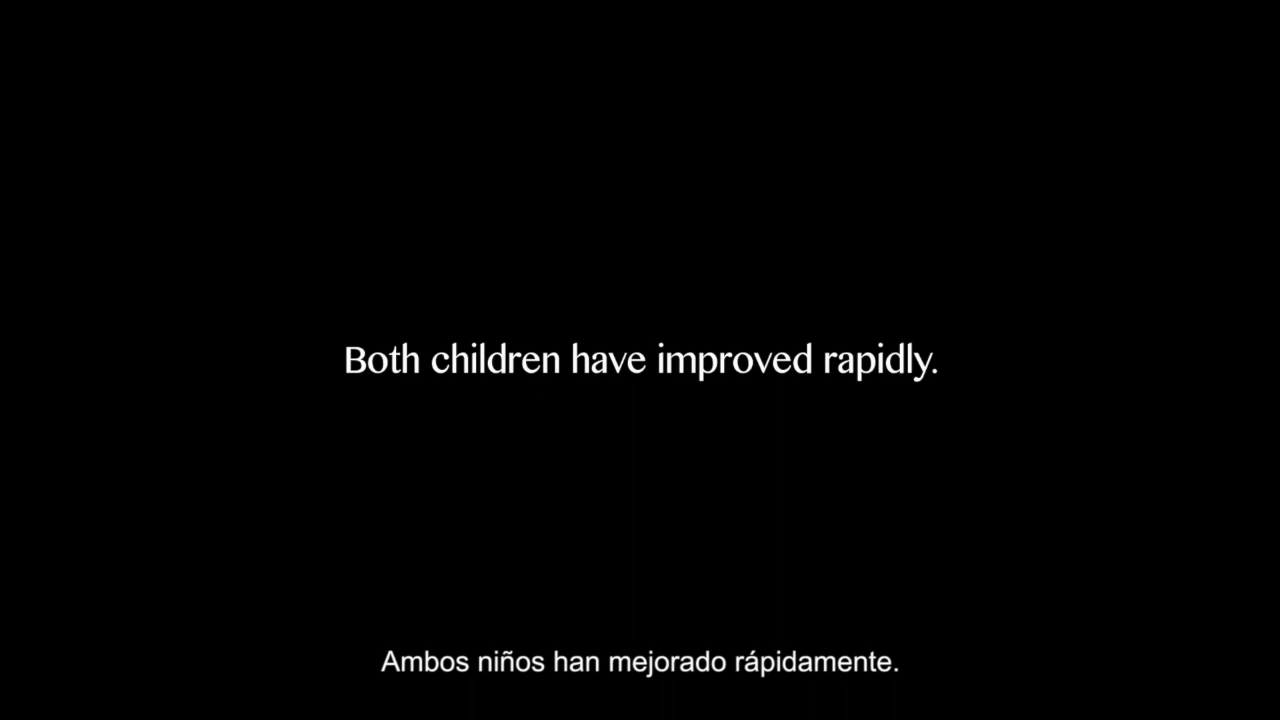 Both children have improved rapidly.
Ambos niños han mejorado rápidamente.